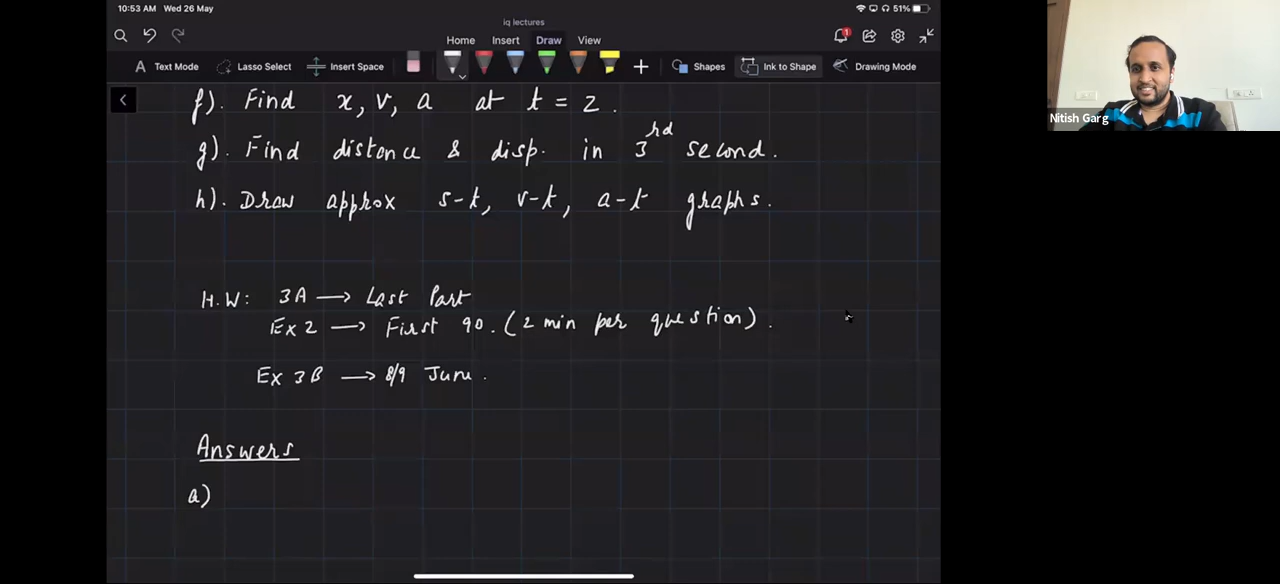 10:53 AM Wed 26 May
51%
iq lectures
Home Insert Draw View
1
Text Mode Lasso Select Insert Space Shapes Ink to Shape Drawing Mode
Nitish Garg
f). Find x, v, a at t = 2.
g). Find distance & disp. in 3rd second.
h). Draw approx s-t, v-t, a-t graphs.
H.W: 3A → Last Part
Ex 2 → First 90. (2 min per question).
Ex 3B → 8/9 June.
Answers
a)